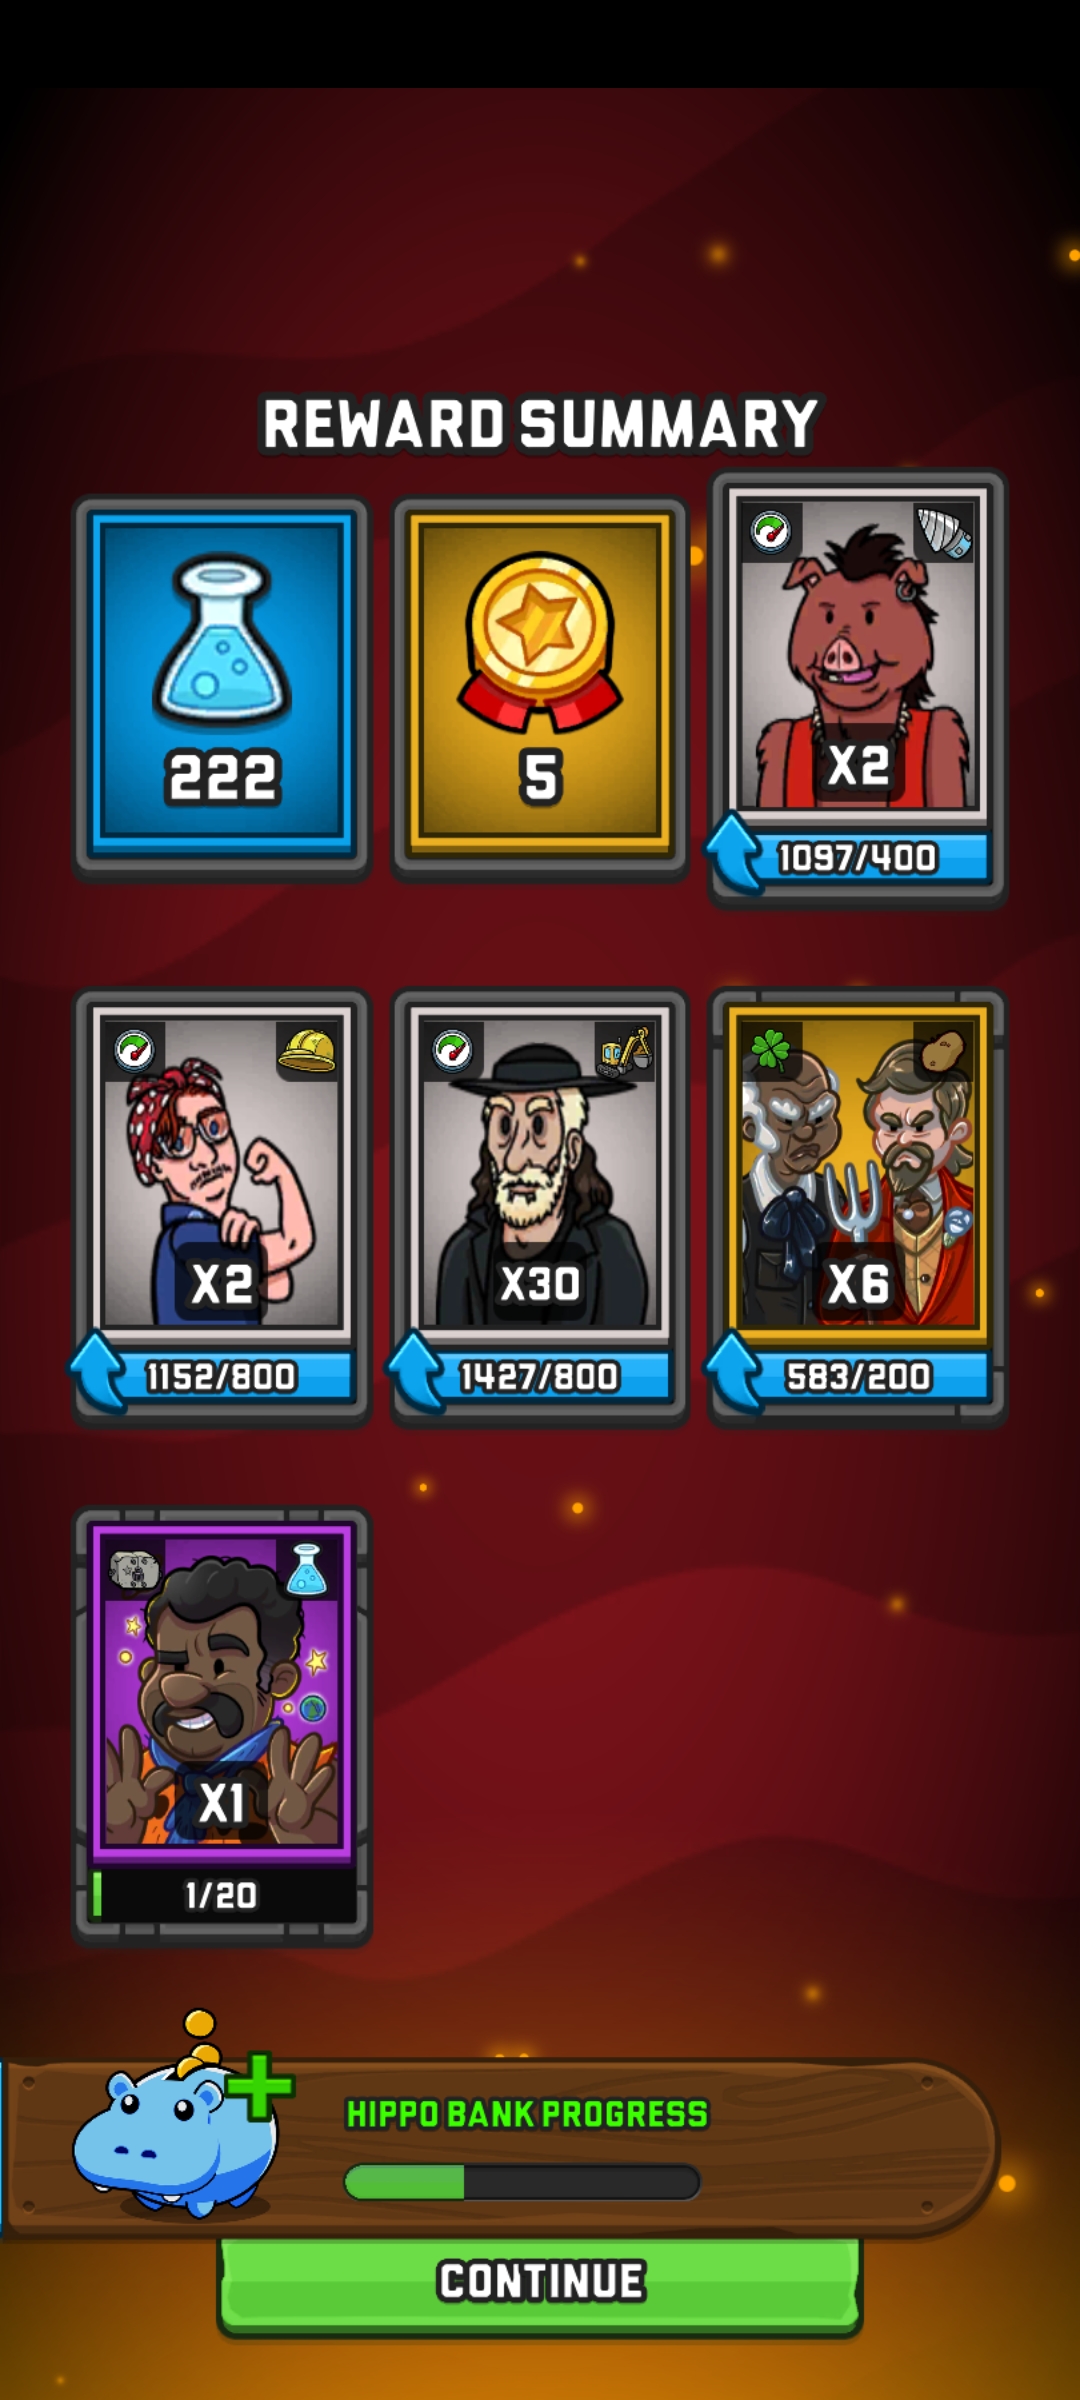 REWARD SUMMARY
222
5
X2
1097/400
X2
1152/800
X30
1427/800
X6
583/200
X1
1/20
HIPPO BANK PROGRESS
CONTINUE